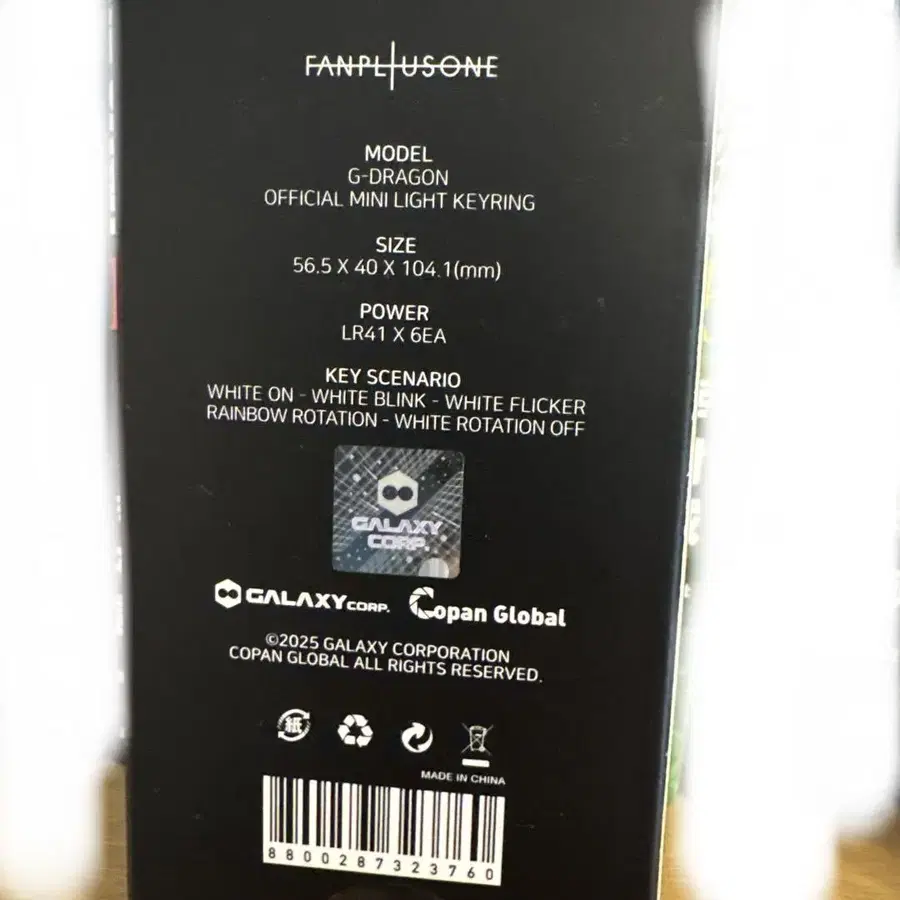 FANPLUSONE
MODEL
G-DRAGON
OFFICIAL MINI LIGHT KEYRING
SIZE
56.5 X 40 X 104.1(mm)
POWER
LR41 X 6EA
KEY SCENARIO
WHITE ON - WHITE BLINK - WHITE FLICKER
RAINBOW ROTATION - WHITE ROTATION OFF
GALAXY
CORP.
GALAXY CORP. Copan Global
©2025 GALAXY CORPORATION
COPAN GLOBAL ALL RIGHTS RESERVED.
紙
MADE IN CHINA
8800287323760